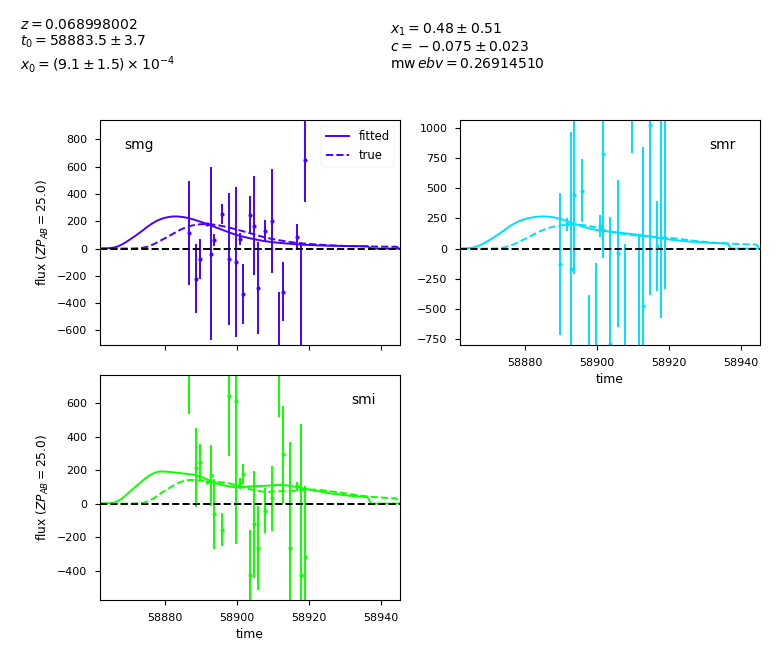 z = 0.068998002
t₀ = 58883.5 ± 3.7
x₀ = (9.1 ± 1.5) × 10⁻⁴
x₁ = 0.48 ± 0.51
c = −0.075 ± 0.023
mw ebv = 0.26914510
smg
fitted
true
800
600
400
200
0
−200
−400
−600
flux (ZP_AB = 25.0)
smr
1000
750
500
250
0
−250
−500
−750
58880 58900 58920 58940
time
smi
600
400
200
0
−200
−400
flux (ZP_AB = 25.0)
58880 58900 58920 58940
time